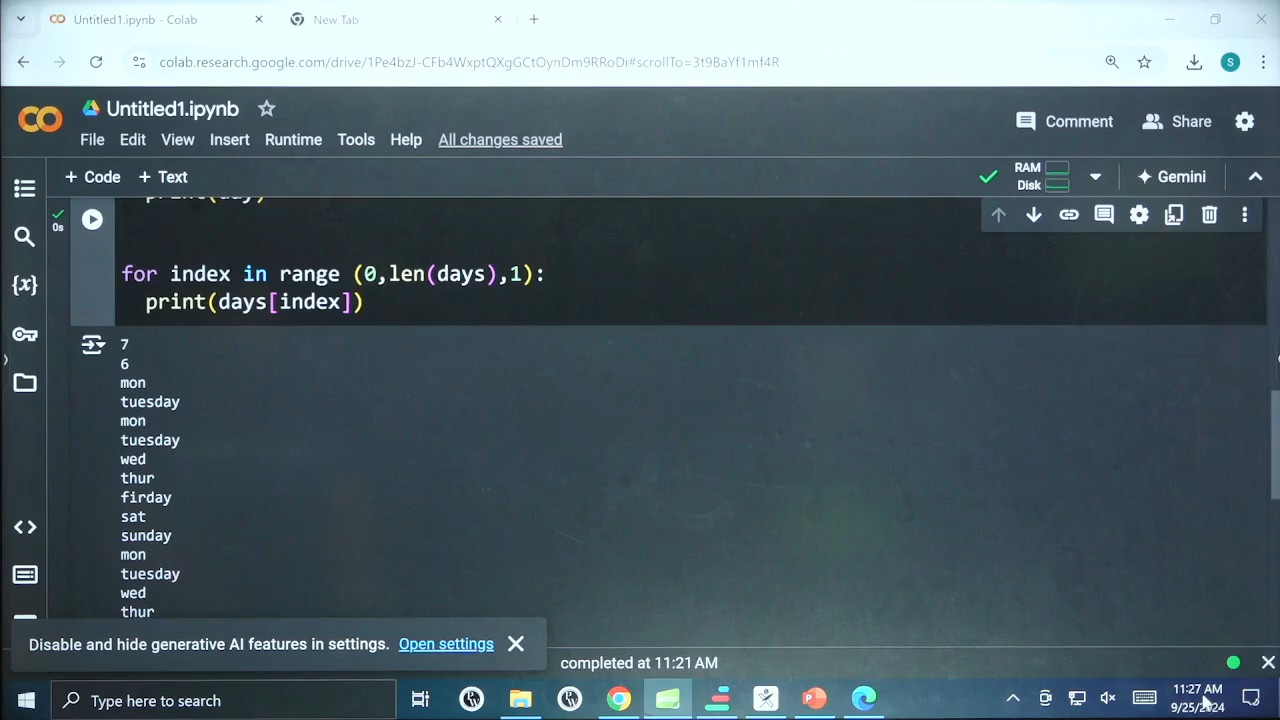 Untitled1.ipynb - Colab
New Tab
colab.research.google.com/drive/1Pe4bzJ-CFb4WxptQXgGCtOynDm9RRoDi#scrollTo=3t9BaYf1mf4R
S
Untitled1.ipynb
File Edit View Insert Runtime Tools Help All changes saved
Comment Share
+ Code + Text
RAM
Disk
Gemini
print(day)
0s
for index in range (0,len(days),1):
print(days[index])
7
6
mon
tuesday
mon
tuesday
wed
thur
firday
sat
sunday
mon
tuesday
wed
thur
{x}
Disable and hide generative AI features in settings. Open settings
completed at 11:21 AM
Type here to search
11:27 AM
9/25/2024